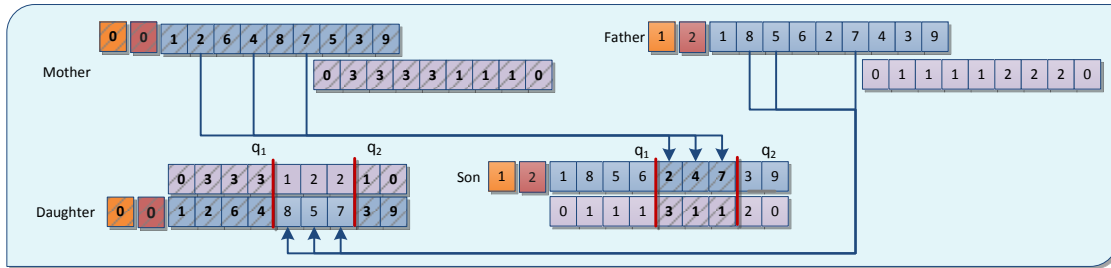 0 0 1 2 6 4 8 7 5 3 9
Father 1 2 1 8 5 6 2 7 4 3 9
Mother
0 3 3 3 3 1 1 1 0
0 1 1 1 1 2 2 2 0
q1 q2
q1 q2
0 3 3 3 1 2 2 1 0
Son 1 2 1 8 5 6 2 4 7 3 9
Daughter 0 0 1 2 6 4 8 5 7 3 9
0 1 1 1 3 1 1 2 0